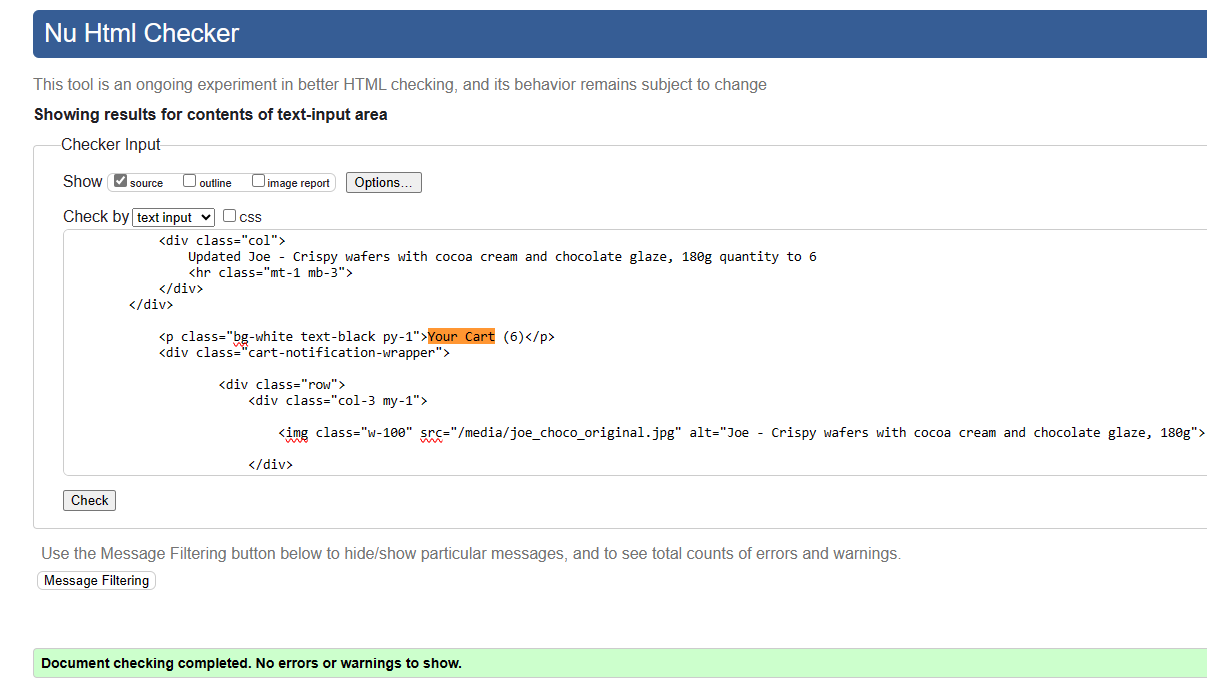 Nu Html Checker
This tool is an ongoing experiment in better HTML checking, and its behavior remains subject to change
Showing results for contents of text-input area
Checker Input
Show source outline image report Options...
Check by text input css
<div class="col">
Updated Joe - Crispy wafers with cocoa cream and chocolate glaze, 180g quantity to 6
<hr class="mt-1 mb-3">
</div>
</div>
<p class="bg-white text-black py-1">Your Cart (6)</p>
<div class="cart-notification-wrapper">
<div class="row">
<div class="col-3 my-1">
<img class="w-100" src="/media/joe_choco_original.jpg" alt="Joe - Crispy wafers with cocoa cream and chocolate glaze, 180g">
</div>
Check
Use the Message Filtering button below to hide/show particular messages, and to see total counts of errors and warnings.
Message Filtering
Document checking completed. No errors or warnings to show.